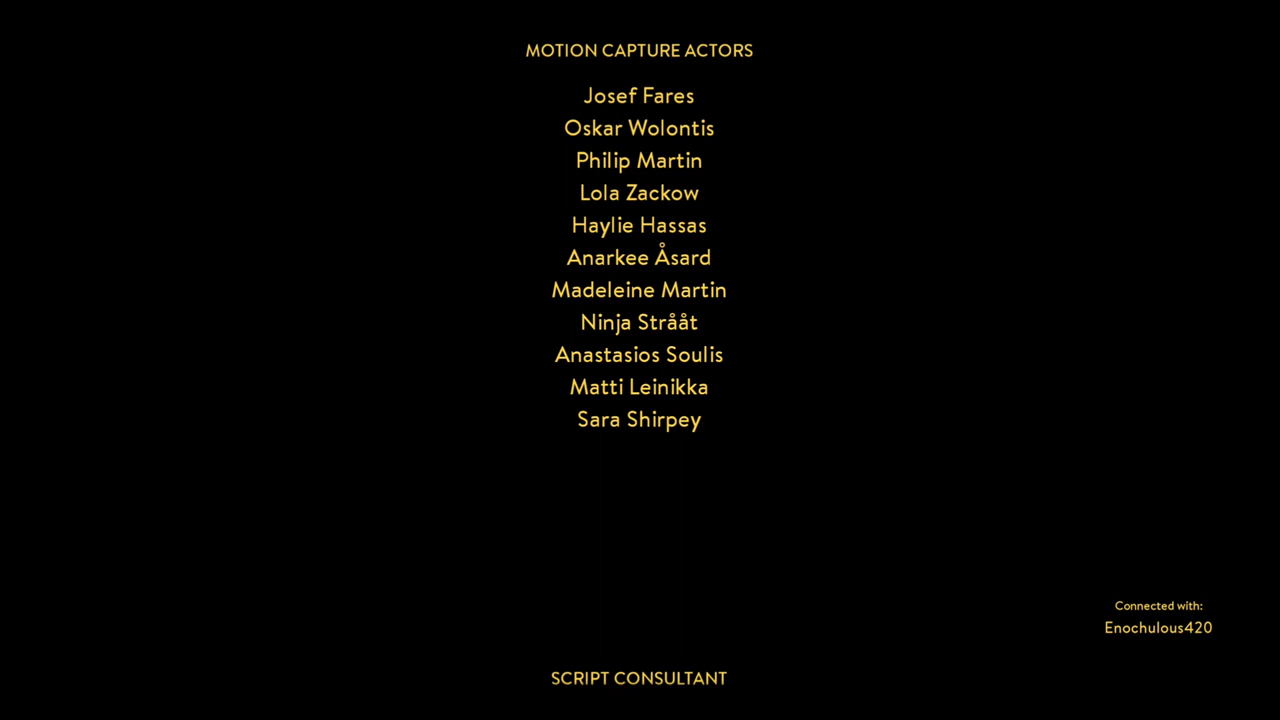 MOTION CAPTURE ACTORS
Josef Fares
Oskar Wolontis
Philip Martin
Lola Zackow
Haylie Hassas
Anarkee Åsard
Madeleine Martin
Ninja Strååt
Anastasios Soulis
Matti Leinikka
Sara Shirpey
Connected with:
Enochulous420
SCRIPT CONSULTANT